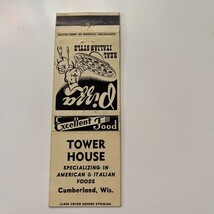 REAL
ITALIAN STYLE
Pizza
Excellent Food
TOWER
HOUSE
SPECIALIZING IN
AMERICAN & ITALIAN
FOODS
Cumberland, Wis.
CLOSE COVER BEFORE STRIKING